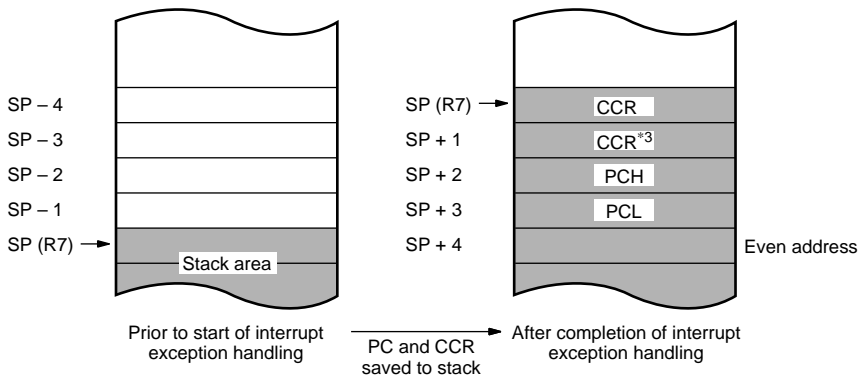 SP – 4
SP – 3
SP – 2
SP – 1
SP (R7)
Stack area
Prior to start of interrupt
exception handling
PC and CCR
saved to stack
SP (R7)
CCR
SP + 1
CCR*3
SP + 2
PCH
SP + 3
PCL
SP + 4
Even address
After completion of interrupt
exception handling